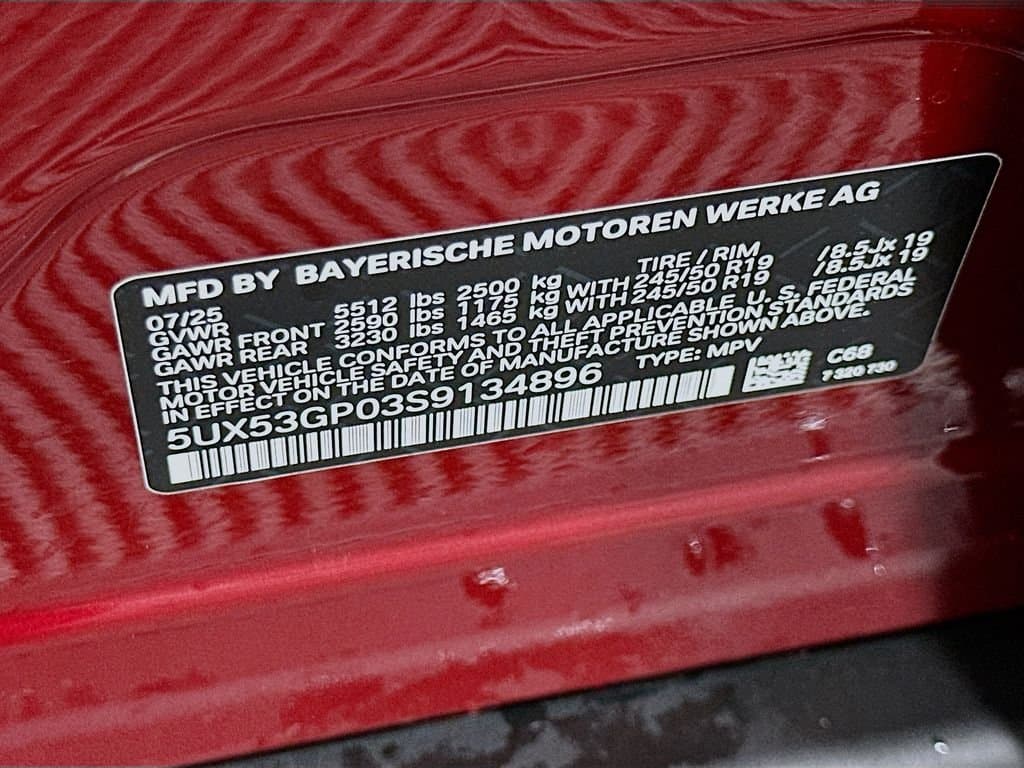 MFD BY BAYERISCHE MOTOREN WERKE AG
07/25 TIRE / RIM
GVWR 5512 lbs 2500 kg
GAWR FRONT 2590 lbs 1175 kg WITH 245/50 R19 /8.5Jx 19
GAWR REAR 3230 lbs 1465 kg WITH 245/50 R19 /8.5Jx 19
THIS VEHICLE CONFORMS TO ALL APPLICABLE U. S. FEDERAL
MOTOR VEHICLE SAFETY AND THEFT PREVENTION STANDARDS
IN EFFECT ON THE DATE OF MANUFACTURE SHOWN ABOVE.
5UX53GP03S9134896 TYPE: MPV
C68
7 320 730